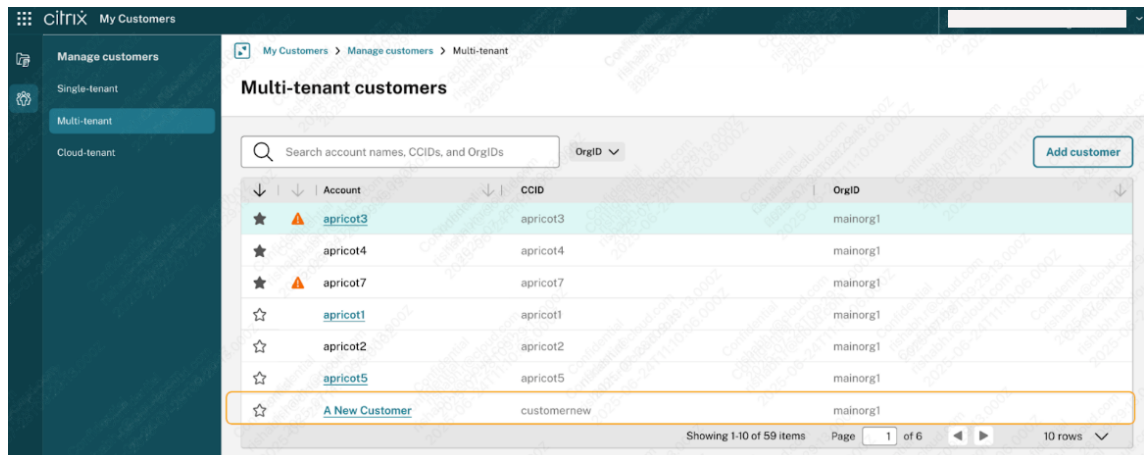 citrix My Customers
Manage customers
Single-tenant
Multi-tenant
Cloud-tenant
My Customers > Manage customers > Multi-tenant
Multi-tenant customers
Search account names, CCIDs, and OrgIDs
OrgID
Add customer
Account CCID OrgID
apricot3 apricot3 mainorg1
apricot4 apricot4 mainorg1
apricot7 apricot7 mainorg1
apricot1 apricot1 mainorg1
apricot2 apricot2 mainorg1
apricot5 apricot5 mainorg1
A New Customer customernew mainorg1
Showing 1-10 of 59 items Page 1 of 6 10 rows